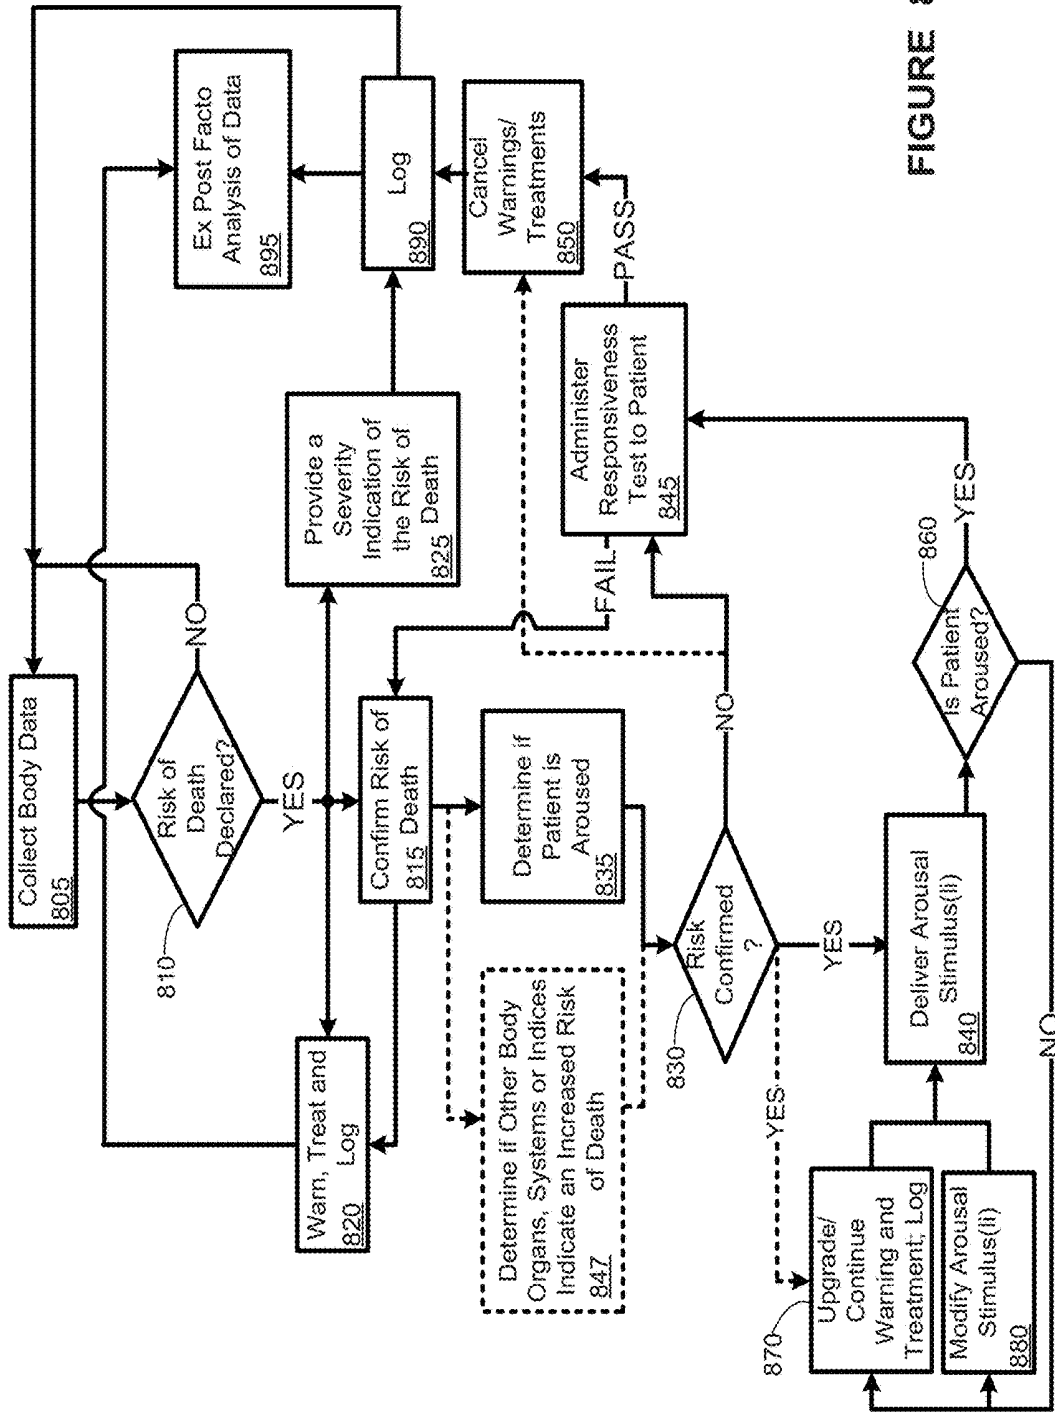 Collect Body Data
805
Risk of
Death
Declared?
810
NO
YES
Warn, Treat and
Log
820
Confirm Risk of
815 Death
Provide a
Severity
Indication of
the Risk of
Death
825
Ex Post Facto
Analysis of Data
895
Log
890
Cancel
Warnings/
Treatments
850
Determine if Other Body
Organs, Systems or Indices
Indicate an Increased Risk
of Death
847
Determine if
Patient is
Aroused
835
FAIL
Administer
Responsiveness
Test to Patient
845
PASS
Risk
Confirmed
?
830
NO
YES
YES
Upgrade/
Continue
Warning and
Treatment; Log
870
Modify Arousal
Stimulus(li)
880
Deliver Arousal
Stimulus(li)
840
Is Patient
Aroused?
860
YES
NO
FIGURE